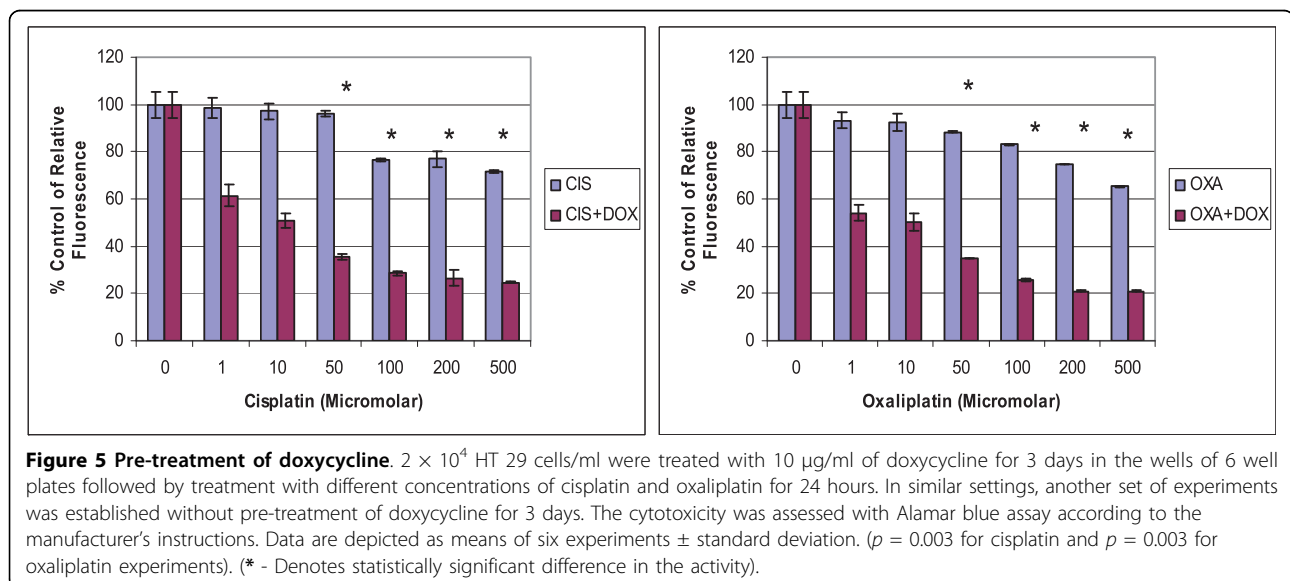 120
100
80
60
40
20
0
% Control of Relative
Fluorescence
*
*
*
*
0 1 10 50 100 200 500
Cisplatin (Micromolar)
CIS
CIS+DOX
120
100
80
60
40
20
0
% Control of Relative
Fluorescence
*
*
*
*
0 1 10 50 100 200 500
Oxaliplatin (Micromolar)
OXA
OXA+DOX
Figure 5 Pre-treatment of doxycycline. 2 × 10⁴ HT 29 cells/ml were treated with 10 μg/ml of doxycycline for 3 days in the wells of 6 well
plates followed by treatment with different concentrations of cisplatin and oxaliplatin for 24 hours. In similar settings, another set of experiments
was established without pre-treatment of doxycycline for 3 days. The cytotoxicity was assessed with Alamar blue assay according to the
manufacturer's instructions. Data are depicted as means of six experiments ± standard deviation. (p = 0.003 for cisplatin and p = 0.003 for
oxaliplatin experiments). (* - Denotes statistically significant difference in the activity).